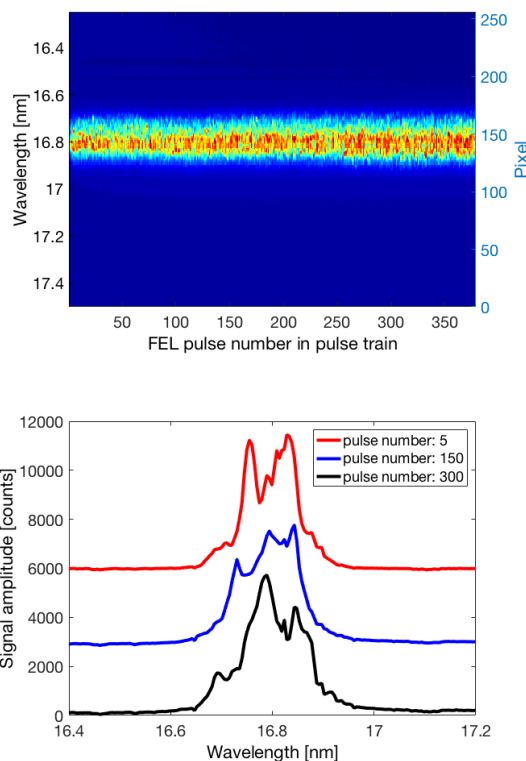 250
16.4
200
16.6
Wavelength [nm]
150
16.8
Pixel
17
100
17.2
50
17.4
0
50 100 150 200 250 300 350
FEL pulse number in pulse train
12000
pulse number: 5
pulse number: 150
pulse number: 300
10000
8000
Signal amplitude [counts]
6000
4000
2000
0
16.4 16.6 16.8 17 17.2
Wavelength [nm]